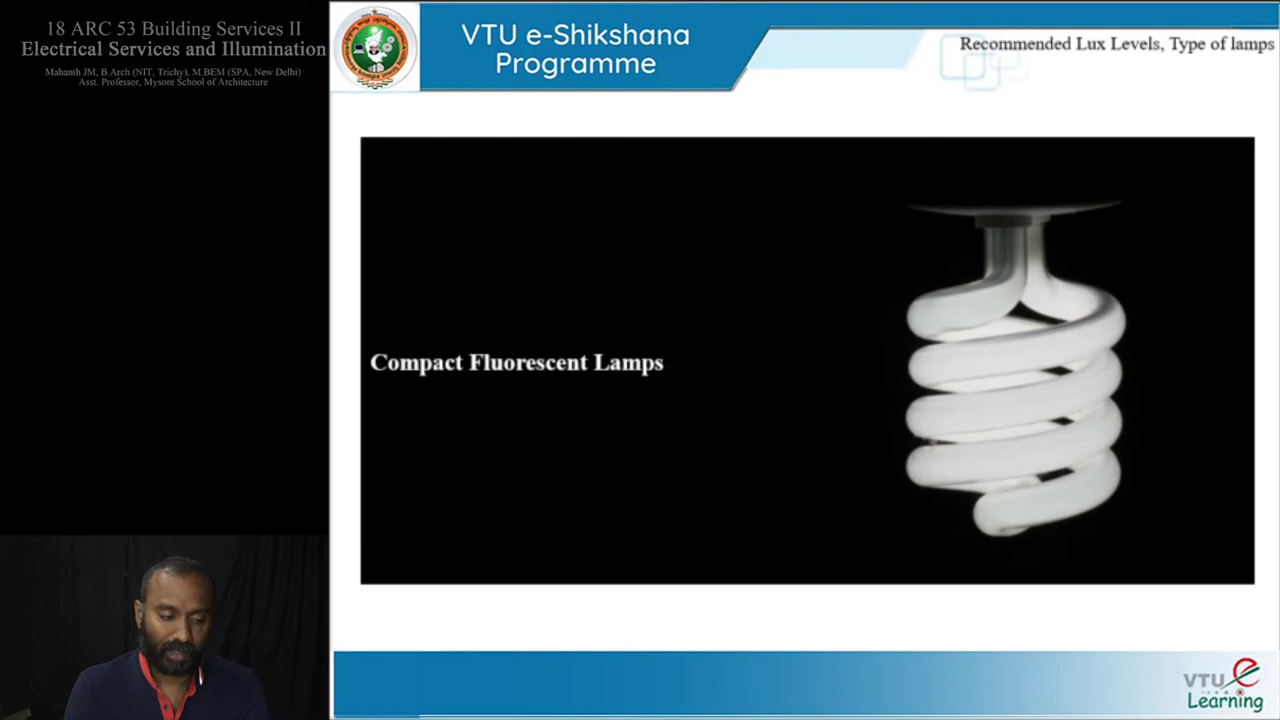 18 ARC 53 Building Services II
Electrical Services and Illumination
Mahanth JM, B.Arch (NIT, Trichy), M.BEM (SPA, New Delhi)
Asst. Professor, Mysore School of Architecture
VTU e-Shikshana
Programme
Recommended Lux Levels, Type of lamps
Compact Fluorescent Lamps
VTU e
Learning